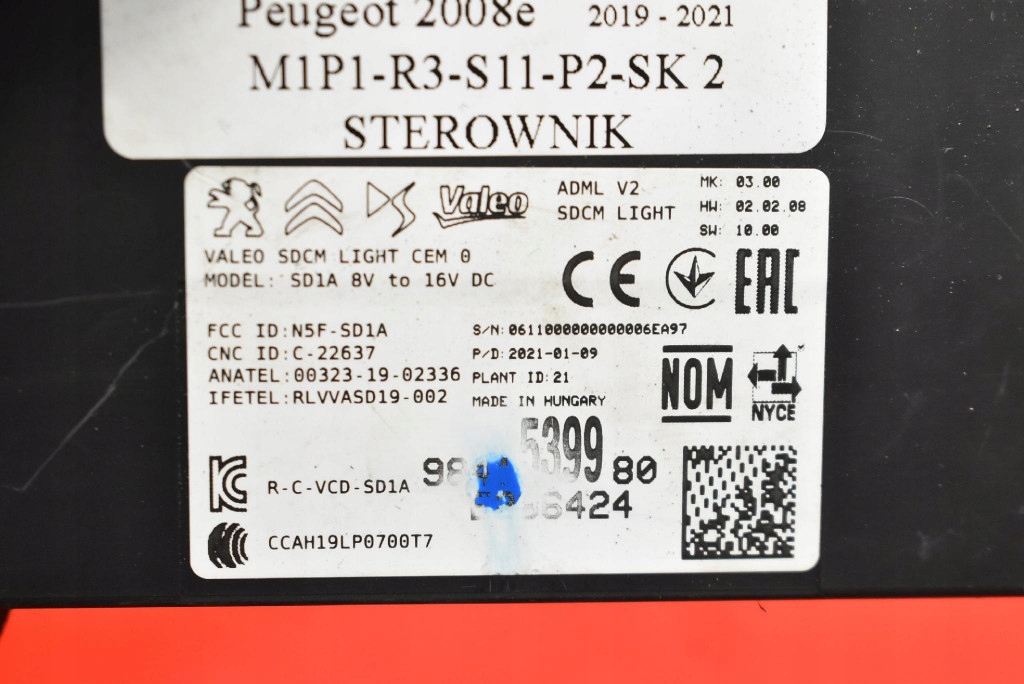 Peugeot 2008e 2019 - 2021
M1P1-R3-S11-P2-SK 2
STEROWNIK
Valeo
ADML V2
SDCM LIGHT
MK: 03.00
HW: 02.02.08
SW: 10.00
VALEO SDCM LIGHT CEM 0
MODEL: SD1A 8V to 16V DC
CE
EAC
FCC ID:N5F-SD1A
CNC ID:C-22637
ANATEL:00323-19-02336
IFETEL:RLVVASD19-002
S/N:0611000000000006EA97
P/D:2021-01-09
PLANT ID:21
MADE IN HUNGARY
NOM
NYCE
5399
80
R-C-VCD-SD1A
CCAH19LP0700T7